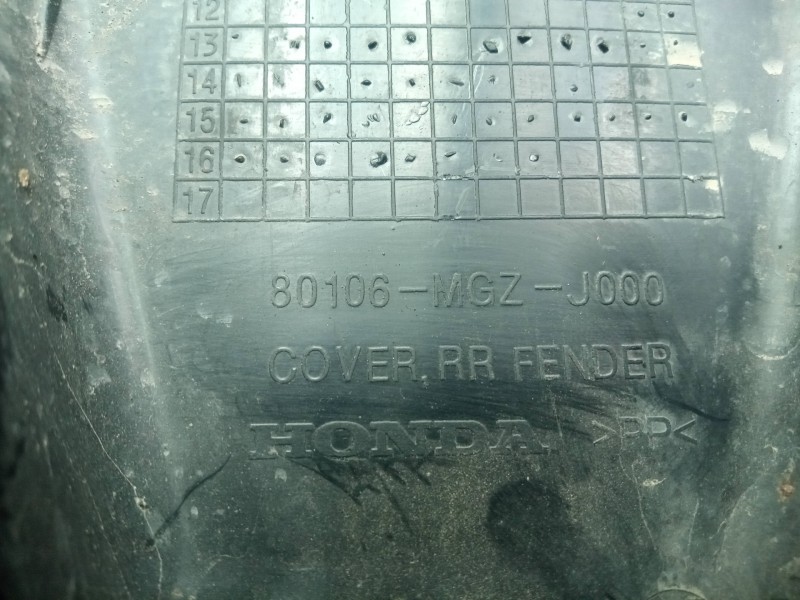 12
13
14
15
16
17
80106-MGZ-J000
COVER,RR FENDER
HONDA >PP<